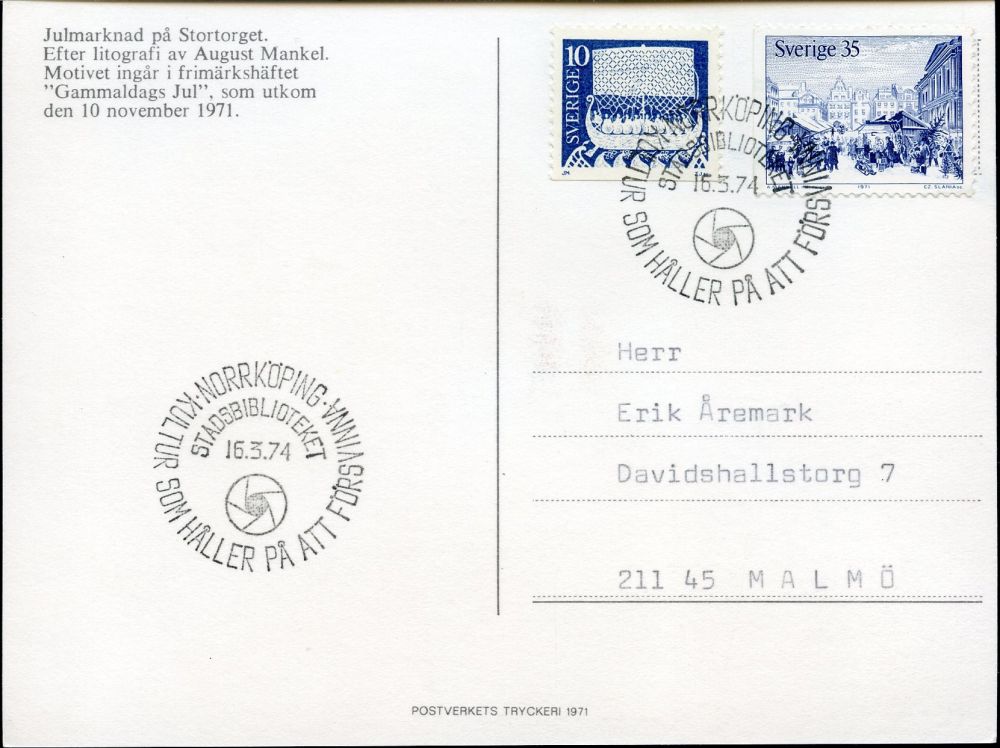 Julmarknad på Stortorget.
Efter litografi av August Mankel.
Motivet ingår i frimärkshäftet
”Gammaldags Jul”, som utkom
den 10 november 1971.
10
SVERIGE
Sverige 35
1971
CZ. SLANIA sc.
NORRKÖPING · KULTUR SOM HÅLLER PÅ ATT FÖRSVINNA ·
STADSBIBLIOTEKET
16.3.74
Herr
Erik Åremark
Davidshallstorg 7
211 45 MALMÖ
NORRKÖPING · KULTUR SOM HÅLLER PÅ ATT FÖRSVINNA ·
STADSBIBLIOTEKET
16.3.74
POSTVERKETS TRYCKERI 1971